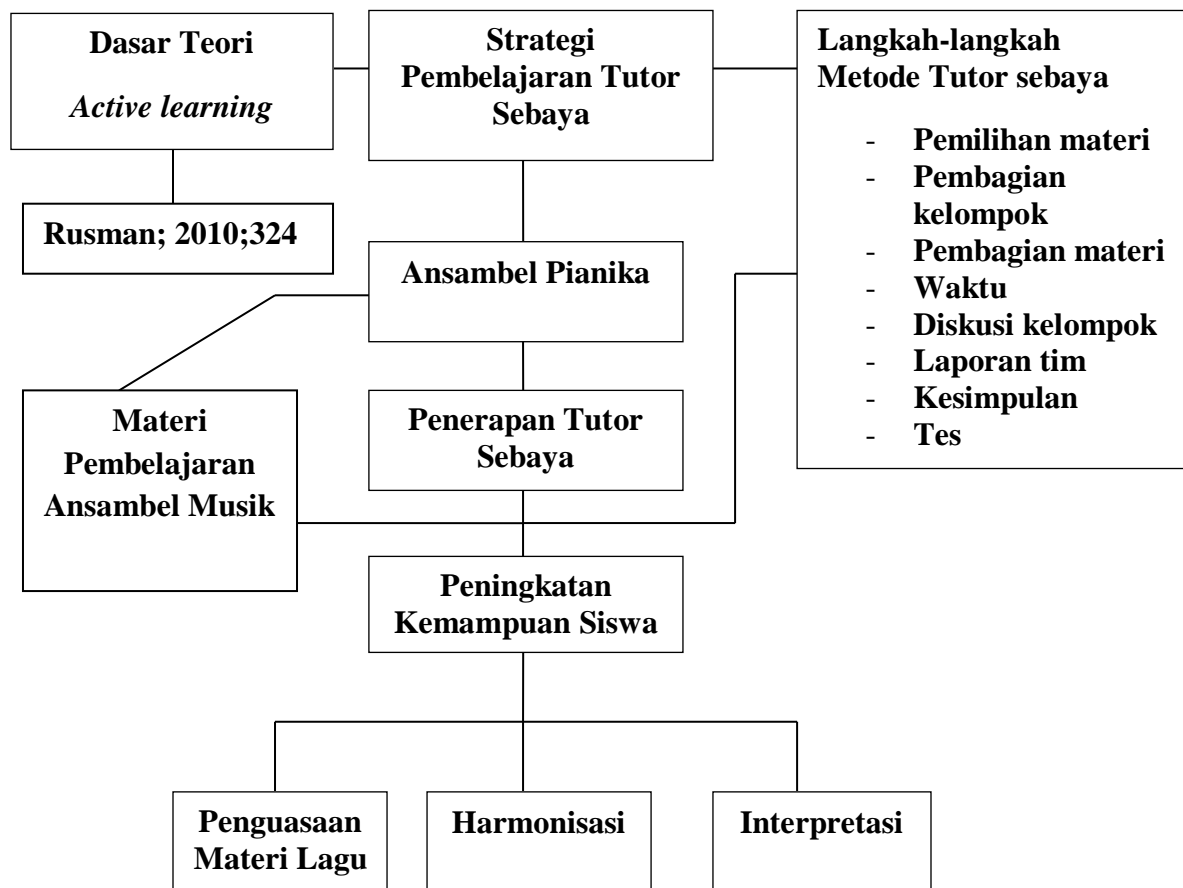 Dasar Teori
Active learning
Strategi
Pembelajaran Tutor
Sebaya
Langkah-langkah
Metode Tutor sebaya
- Pemilihan materi
- Pembagian
kelompok
- Pembagian materi
- Waktu
- Diskusi kelompok
- Laporan tim
- Kesimpulan
- Tes
Rusman; 2010;324
Ansambel Pianika
Materi
Pembelajaran
Ansambel Musik
Penerapan Tutor
Sebaya
Peningkatan
Kemampuan Siswa
Penguasaan
Materi Lagu
Harmonisasi
Interpretasi